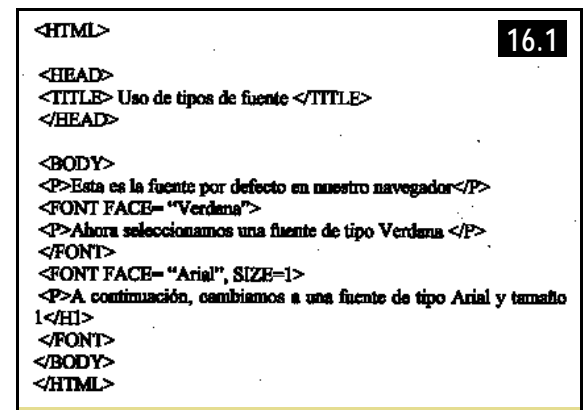 <HTML>
16.1
<HEAD>
<TITLE> Uso de tipos de fuente </TITLE>
</HEAD>
<BODY>
<P>Esta es la fuente por defecto en nuestro navegador</P>
<FONT FACE= “Verdana”>
<P>Ahora seleccionamos una fuente de tipo Verdana </P>
</FONT>
<FONT FACE= “Arial”, SIZE=1>
<P>A continuación, cambiamos a una fuente de tipo Arial y tamaño
1</H1>
</FONT>
</BODY>
</HTML>